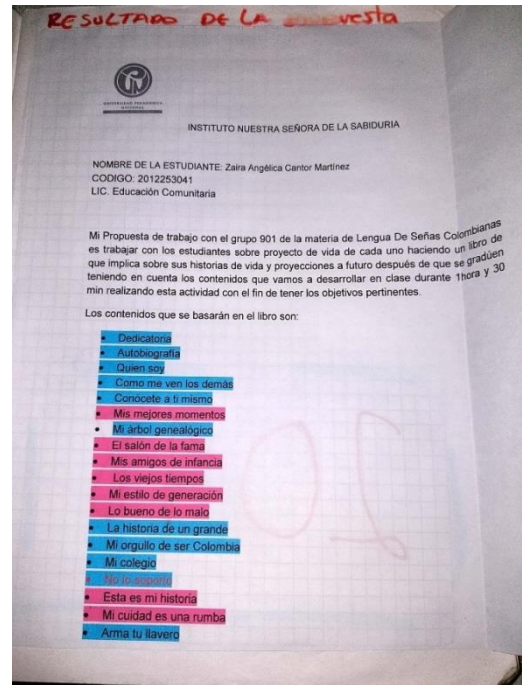 RESULTADO DE LA
UNIVERSIDAD PEDAGOGICA
NACIONAL
INSTITUTO NUESTRA SEÑORA DE LA SABIDURIA
NOMBRE DE LA ESTUDIANTE: Zaira Angélica Cantor Martínez
CODIGO: 2012253041
LIC. Educación Comunitaria
Mi Propuesta de trabajo con el grupo 901 de la materia de Lengua De Señas Colombianas
es trabajar con los estudiantes sobre proyecto de vida de cada uno haciendo un libro de
que implica sobre sus historias de vida y proyecciones a futuro después de que se gradúen
teniendo en cuenta los contenidos que vamos a desarrollar en clase durante 1hora y 30
min realizando esta actividad con el fin de tener los objetivos pertinentes.
Los contenidos que se basarán en el libro son:
• Dedicatoria
• Autobiografía
• Quien soy
• Como me ven los demás
• Conócete a ti mismo
• Mis mejores momentos
• Mi árbol genealógico
• El salón de la fama
• Mis amigos de infancia
• Los viejos tiempos
• Mi estilo de generación
• Lo bueno de lo malo
• La historia de un grande
• Mi orgullo de ser Colombia
• Mi colegio
• No lo soporto
• Esta es mi historia
• Mi cuidad es una rumba
• Arma tu llavero